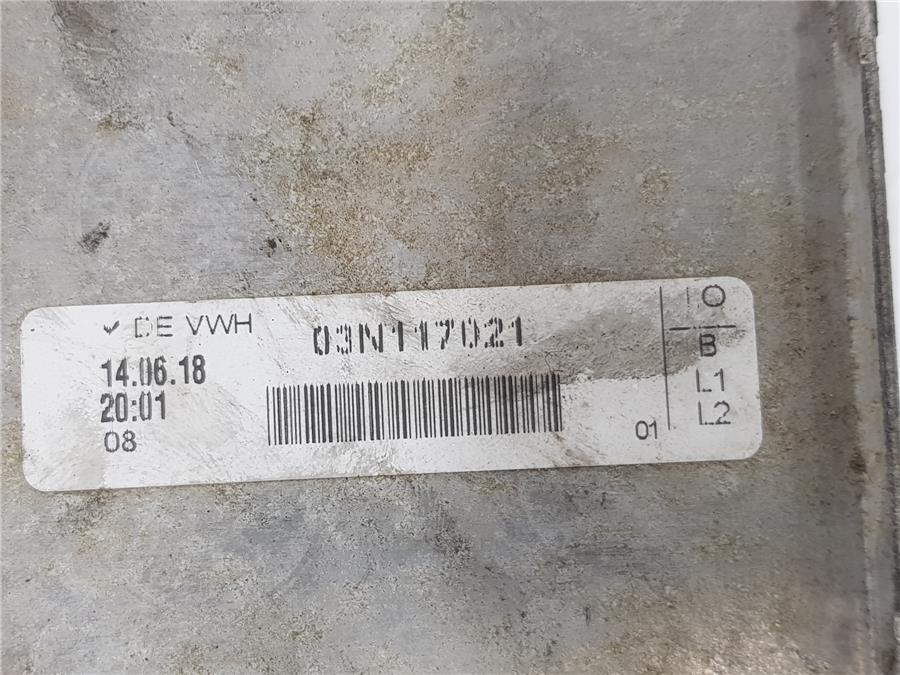 DE VWH
03N117021
14.06.18
20:01
08
01
IO
B
L1
L2